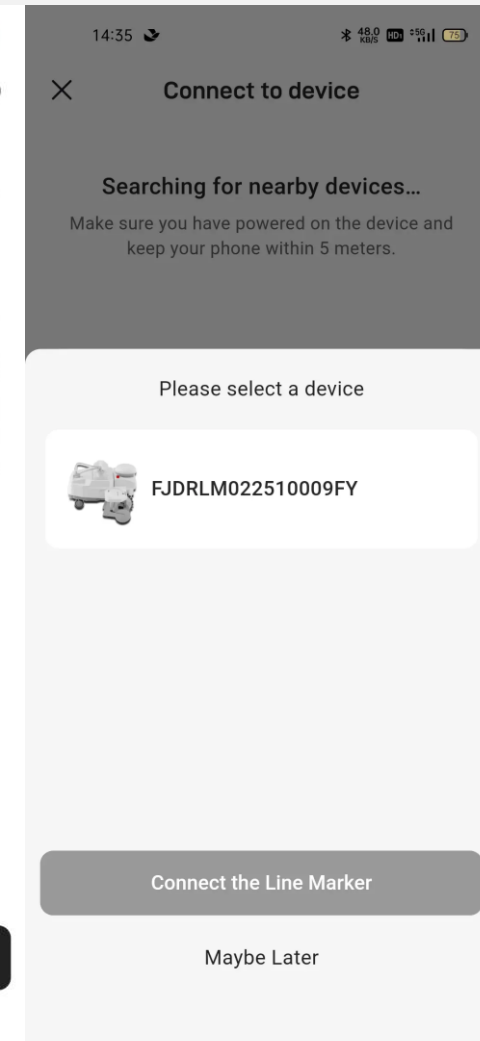 14:35
48.0 KB/S HD 5G 75
Connect to device
Searching for nearby devices...
Make sure you have powered on the device and
keep your phone within 5 meters.
Please select a device
FJDRLM022510009FY
Connect the Line Marker
Maybe Later